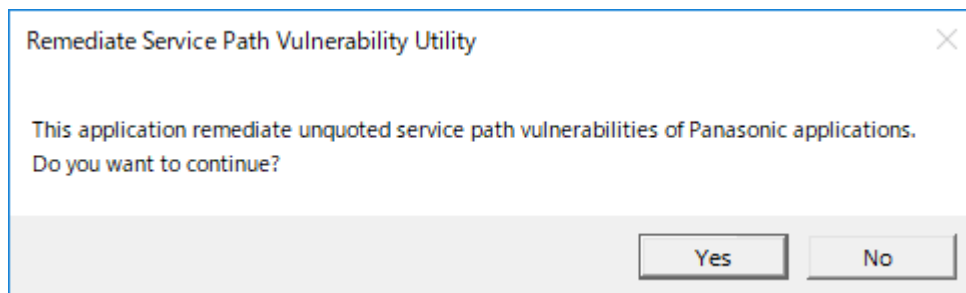 Remediate Service Path Vulnerability Utility
This application remediate unquoted service path vulnerabilities of Panasonic applications.
Do you want to continue?
Yes
No